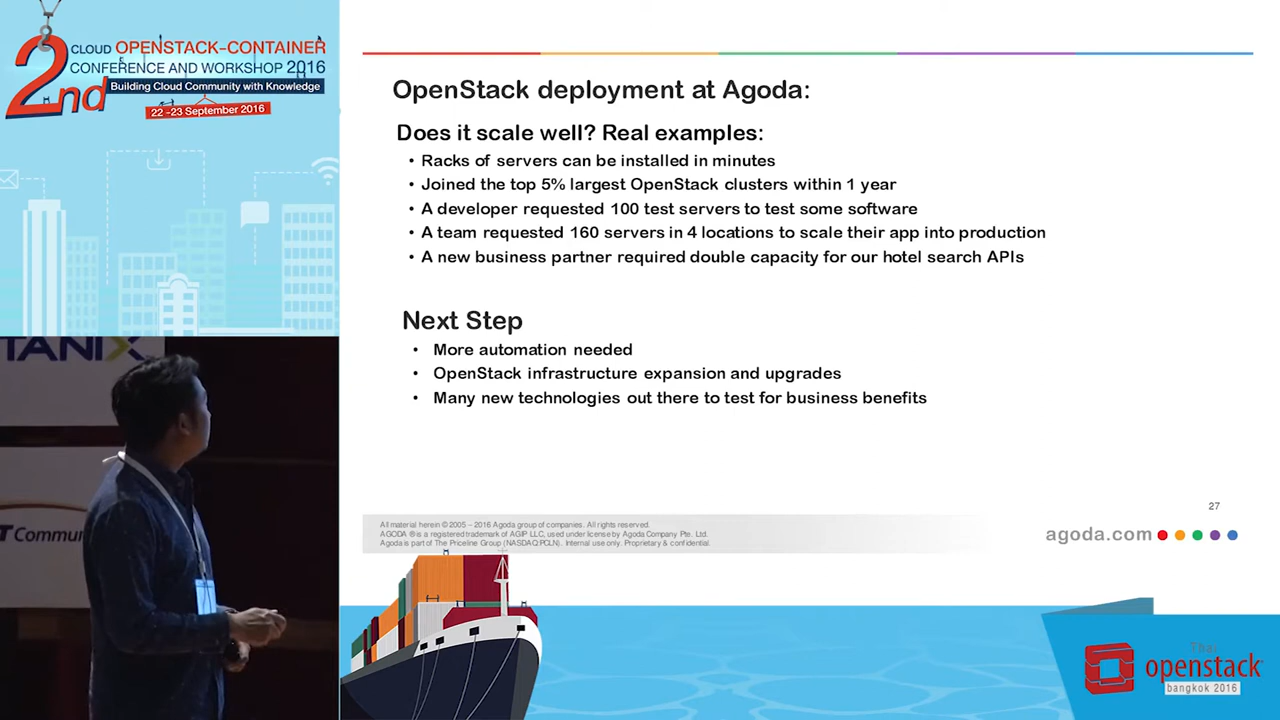 2nd
CLOUD OPENSTACK-CONTAINER
CONFERENCE AND WORKSHOP 2016
Building Cloud Community with Knowledge
22 -23 September 2016
OpenStack deployment at Agoda:
Does it scale well? Real examples:
• Racks of servers can be installed in minutes
• Joined the top 5% largest OpenStack clusters within 1 year
• A developer requested 100 test servers to test some software
• A team requested 160 servers in 4 locations to scale their app into production
• A new business partner required double capacity for our hotel search APIs
Next Step
• More automation needed
• OpenStack infrastructure expansion and upgrades
• Many new technologies out there to test for business benefits
27
All material herein © 2005 – 2016 Agoda group of companies. All rights reserved.
AGODA ® is a registered trademark of AGIP LLC, used under license by Agoda Company Pte. Ltd.
Agoda is part of The Priceline Group (NASDAQ:PCLN). Internal use only. Proprietary & confidential.
agoda.com
TANIX
T Commun
Thai
openstack
bangkok 2016